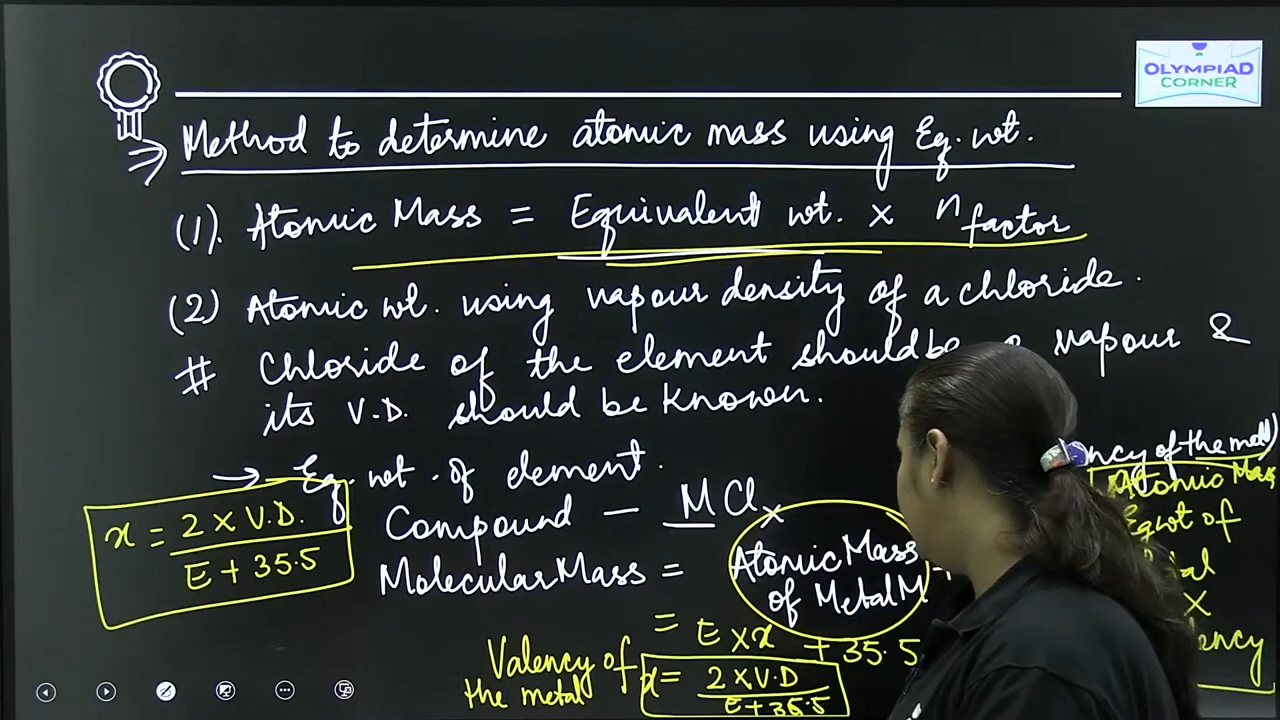 OLYMPIAD
CORNER
⇒ Method to determine atomic mass using Eq. wt.
(1). Atomic Mass = Equivalent wt. × n factor
(2) Atomic wt. using vapour density of a chloride.
# Chloride of the element should be vapour &
its V.D. should be known.
→ Eq. wt. of element.
Compound — MClx
Molecular Mass = Atomic Mass
of Metal M
= E × x + 35.5
Valency of
the metal
x = 2 × V.D / E + 35.5
x = 2 × V.D. / E + 35.5
of the metal)
Atomic Mass
Eq wt of
×